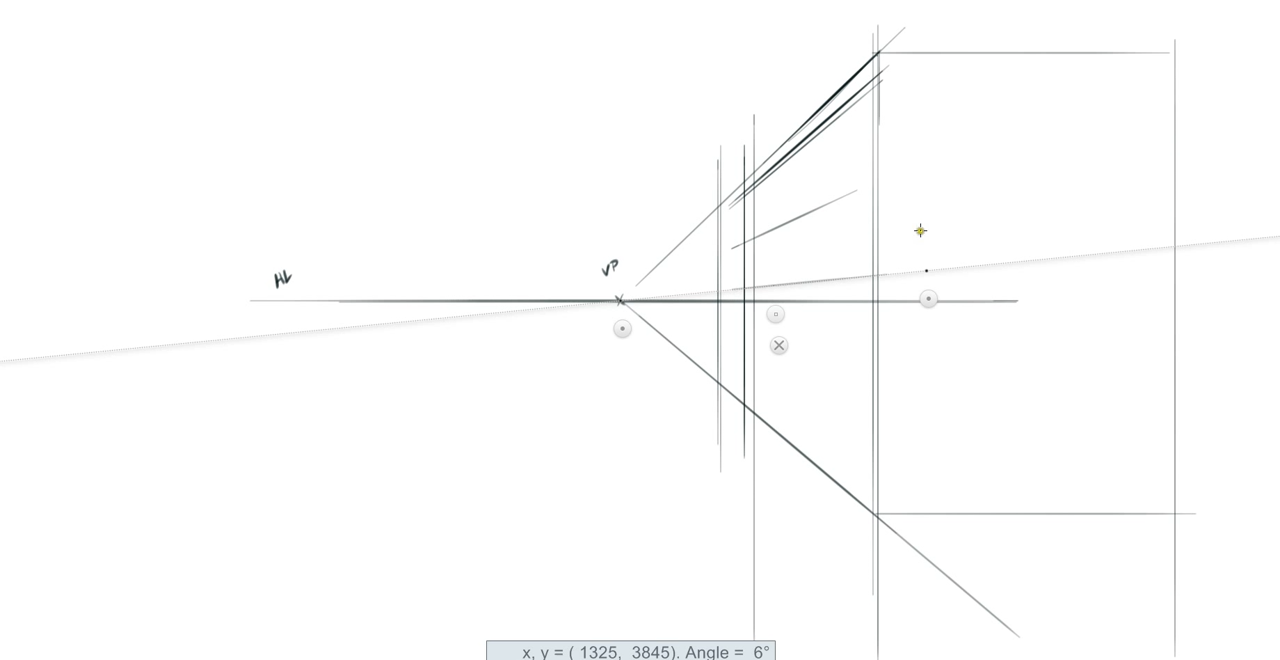 HL
VP
x, y = ( 1325, 3845). Angle = 6°